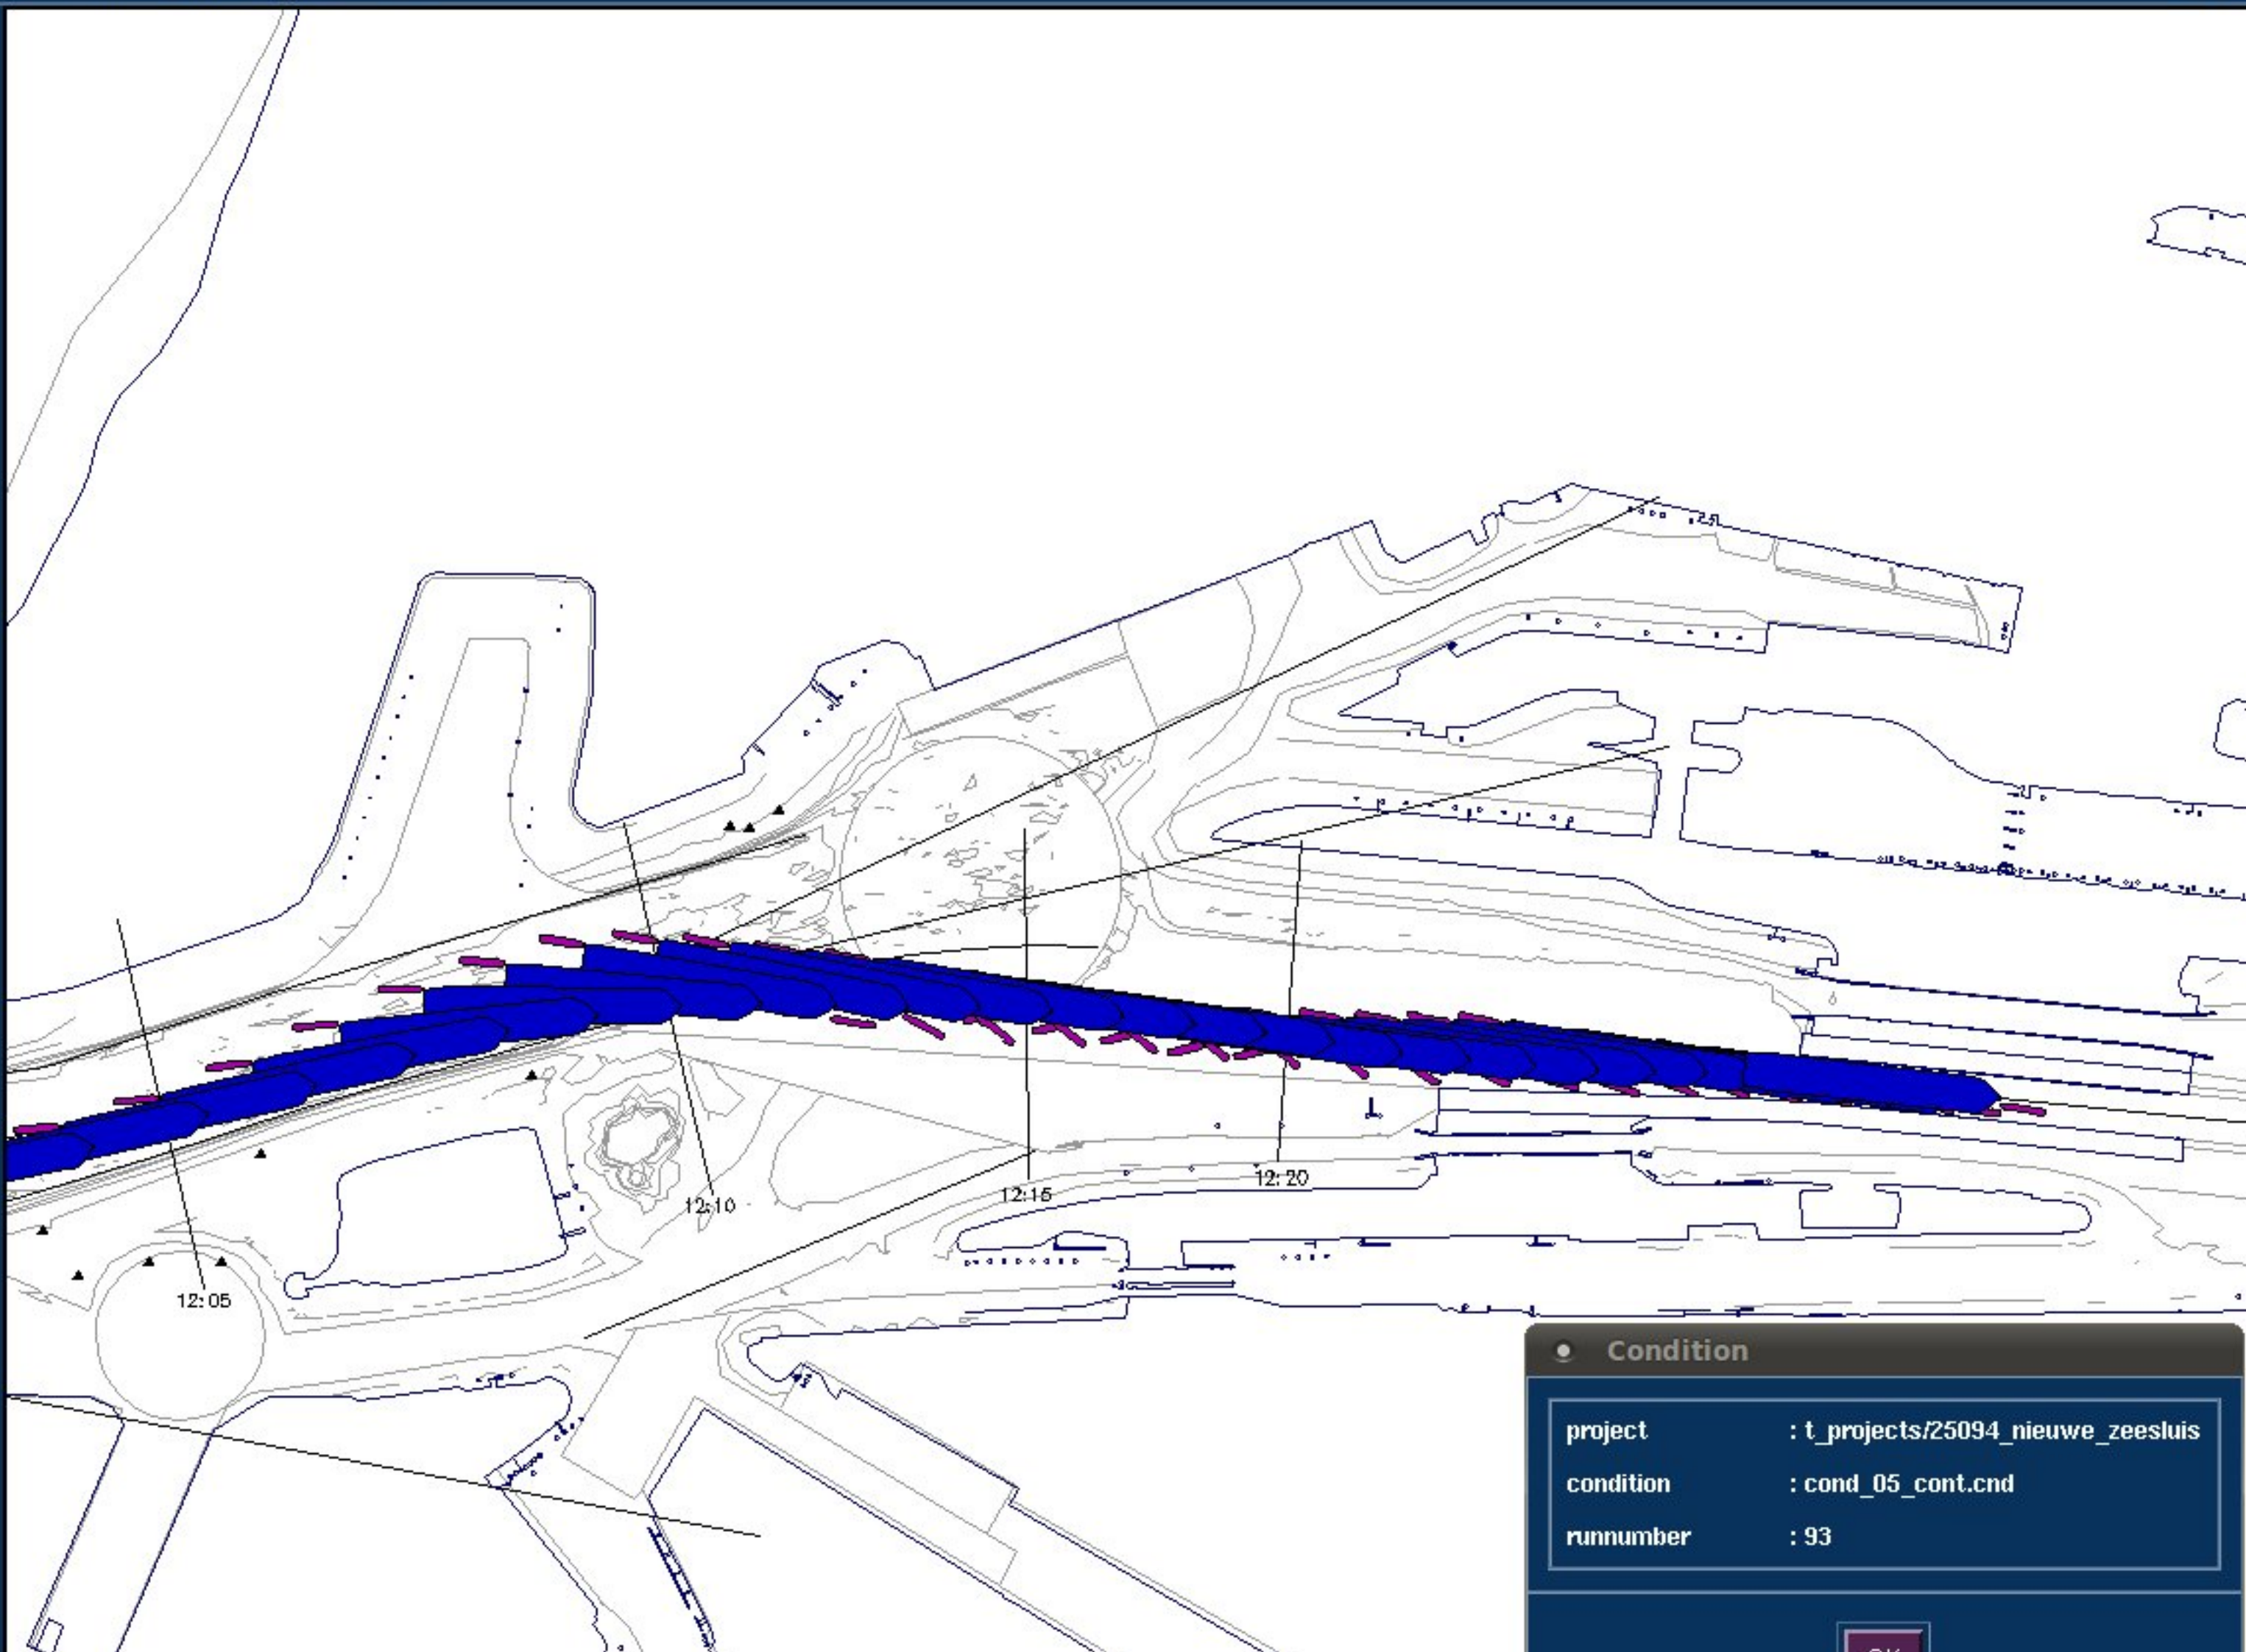 12:10
12:15
12:20
12:05
Condition
project : t_projects/25094_nieuwe_zeesluis
condition : cond_05_cont.cnd
runnumber : 93